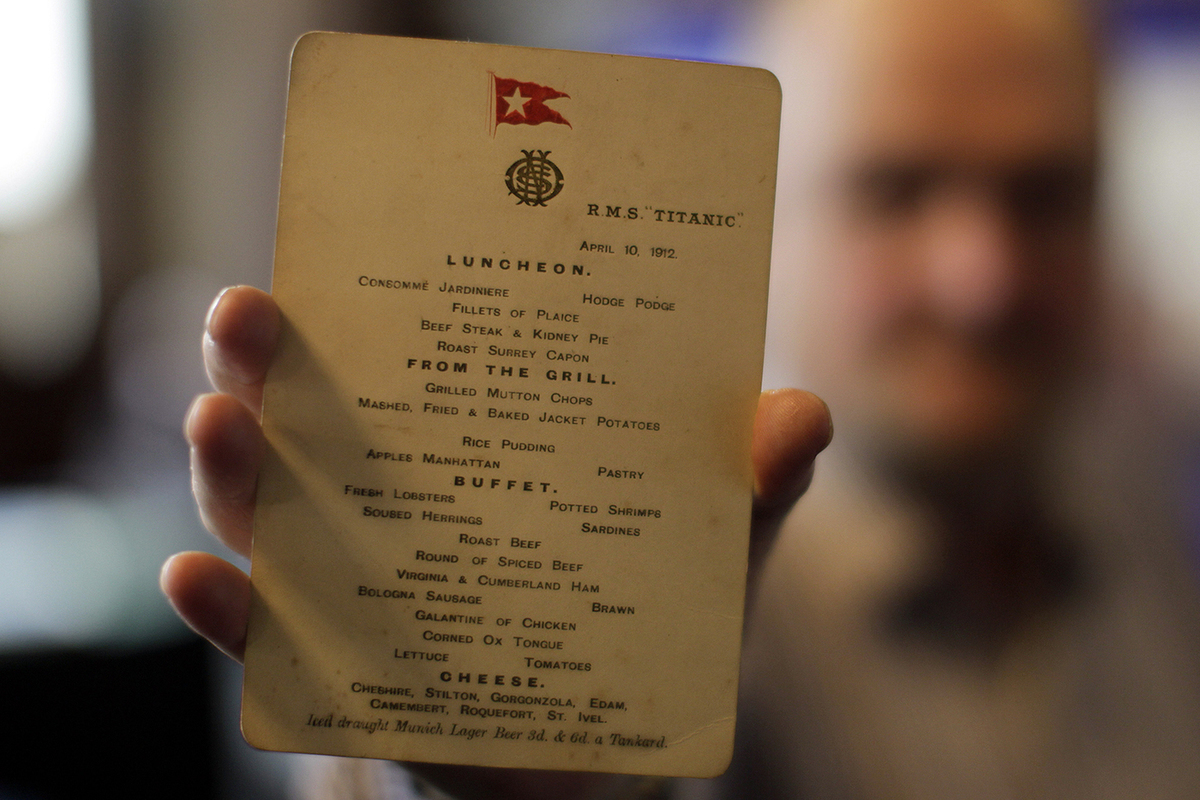 R.M.S. "TITANIC"
APRIL 10, 1912.
LUNCHEON.
CONSOMMÉ JARDINIERE HODGE PODGE
FILLETS OF PLAICE
BEEF STEAK & KIDNEY PIE
ROAST SURREY CAPON
FROM THE GRILL.
GRILLED MUTTON CHOPS
MASHED, FRIED & BAKED JACKET POTATOES
RICE PUDDING
APPLES MANHATTAN PASTRY
BUFFET.
FRESH LOBSTERS POTTED SHRIMPS
SOUSED HERRINGS SARDINES
ROAST BEEF
ROUND OF SPICED BEEF
VIRGINIA & CUMBERLAND HAM
BOLOGNA SAUSAGE BRAWN
GALANTINE OF CHICKEN
CORNED OX TONGUE
LETTUCE TOMATOES
CHEESE.
CHESHIRE, STILTON, GORGONZOLA, EDAM,
CAMEMBERT, ROQUEFORT, ST. IVEL.
Iced draught Munich Lager Beer 3d. & 6d. a Tankard.